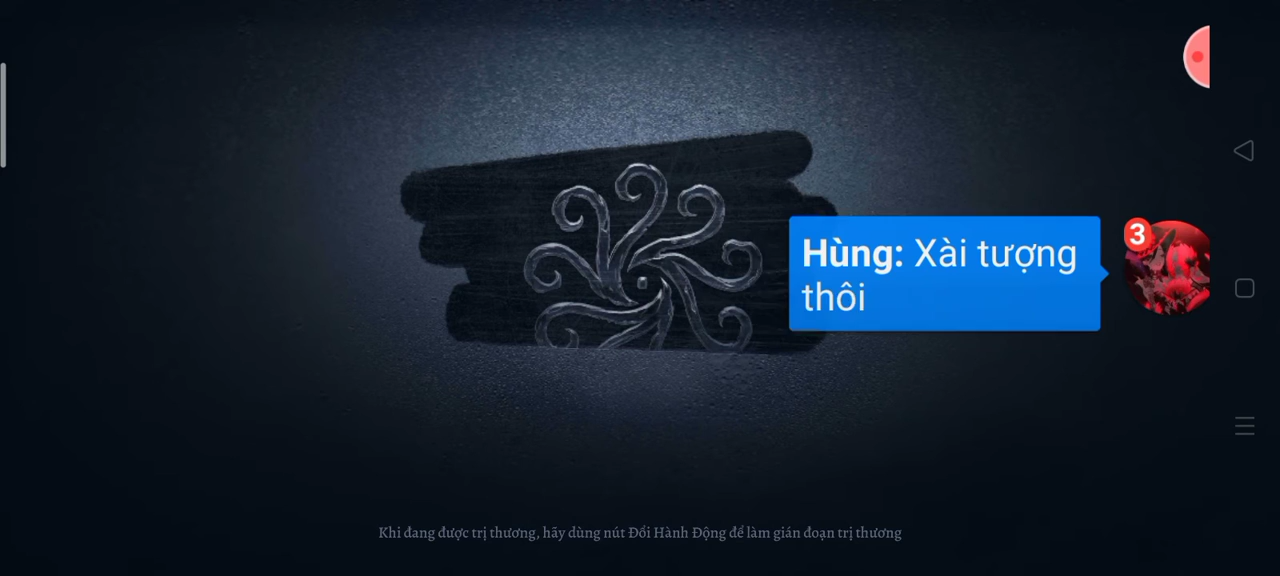 Hùng: Xài tượng
thôi
3
Khi đang được trị thương, hãy dùng nút Đổi Hành Động để làm gián đoạn trị thương